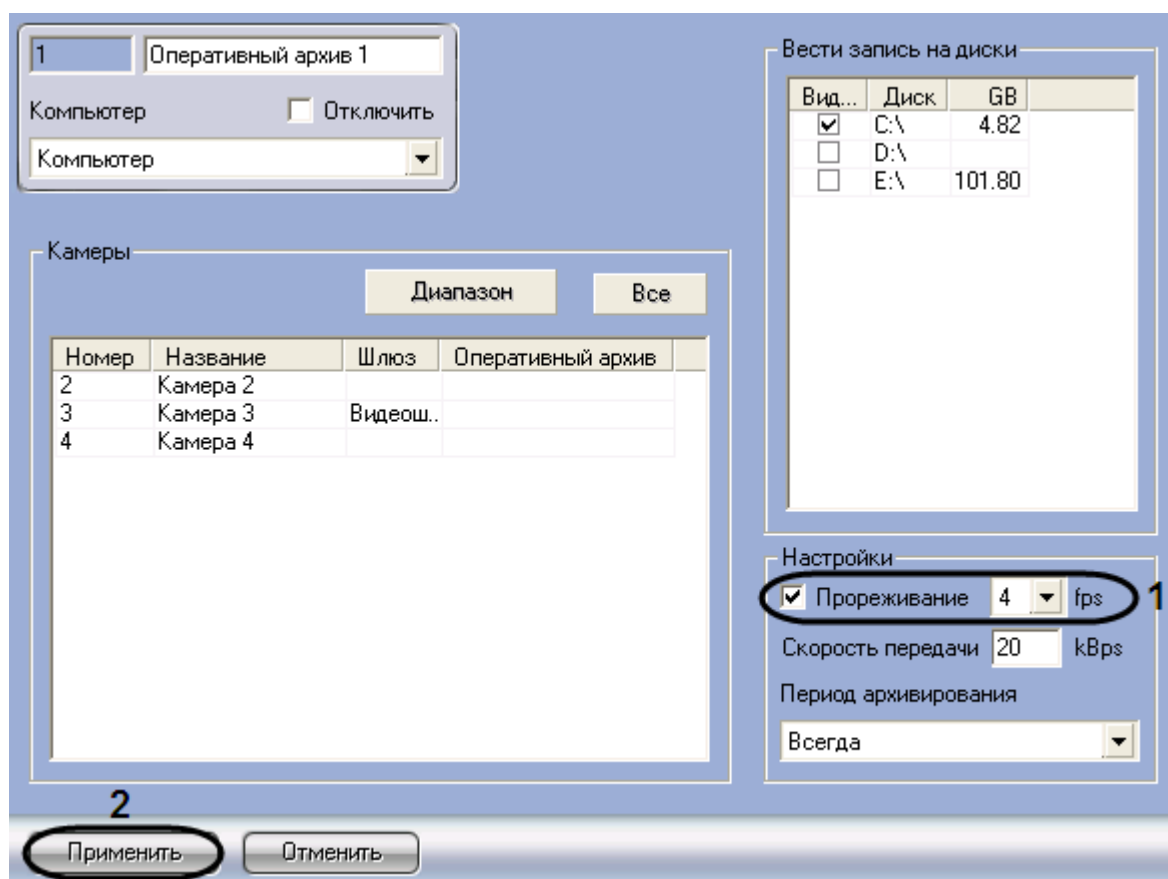 1 Оперативный архив 1
Компьютер Отключить
Компьютер
Вести запись на диски
Вид... Диск GB
C:\ 4.82
D:\
E:\ 101.80
Камеры
Диапазон Все
Номер Название Шлюз Оперативный архив
2 Камера 2
3 Камера 3 Видеош..
4 Камера 4
Настройки
Прореживание 4 fps 1
Скорость передачи 20 kBps
Период архивирования
Всегда
2
Применить Отменить